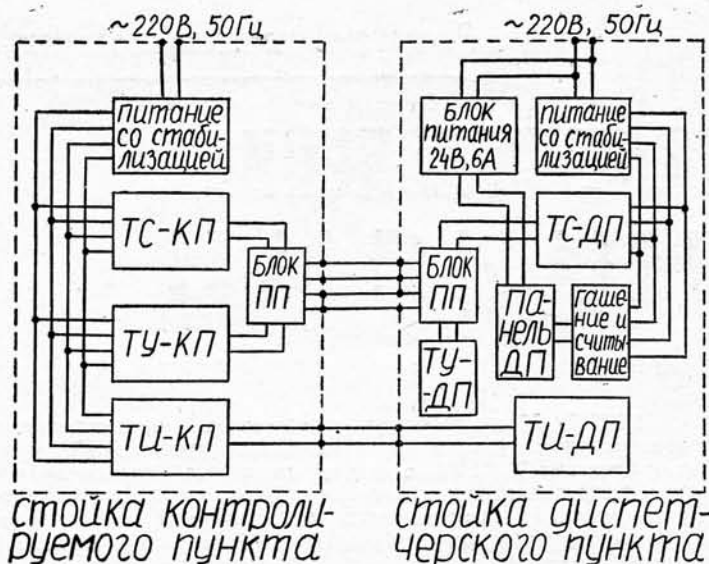 ~220В, 50Гц
питание
со стаби-
лизацией
ТС-КП
ТУ-КП
ТИ-КП
БЛОК
ПП
стойка контроли-
руемого пункта
~220В, 50Гц
БЛОК
питания
24В,6А
питание
со стаби-
лизацией
ТС-ДП
БЛОК
ПП
ПА-
НЕЛЬ
ДП
гаше-
ние и
считы-
вание
ТУ-
-ДП
ТИ-ДП
стойка диспет-
черского пункта